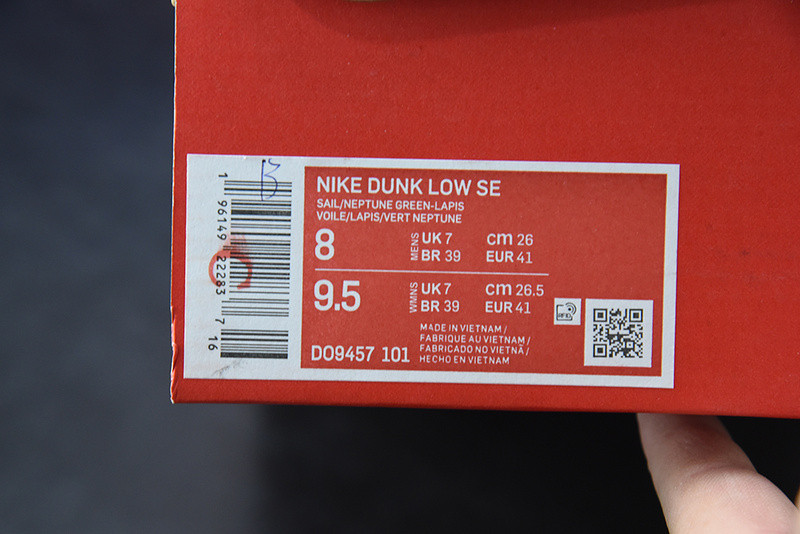 B
1 96149 22283 7 16
NIKE DUNK LOW SE
SAIL/NEPTUNE GREEN-LAPIS
VOILE/LAPIS/VERT NEPTUNE
8 MENS UK 7 cm 26
BR 39 EUR 41
9.5 WMNS UK 7 cm 26.5
BR 39 EUR 41
RFID
MADE IN VIETNAM /
FABRIQUE AU VIETNAM /
FABRICADO NO VIETNÃ /
HECHO EN VIETNAM
DO9457 101